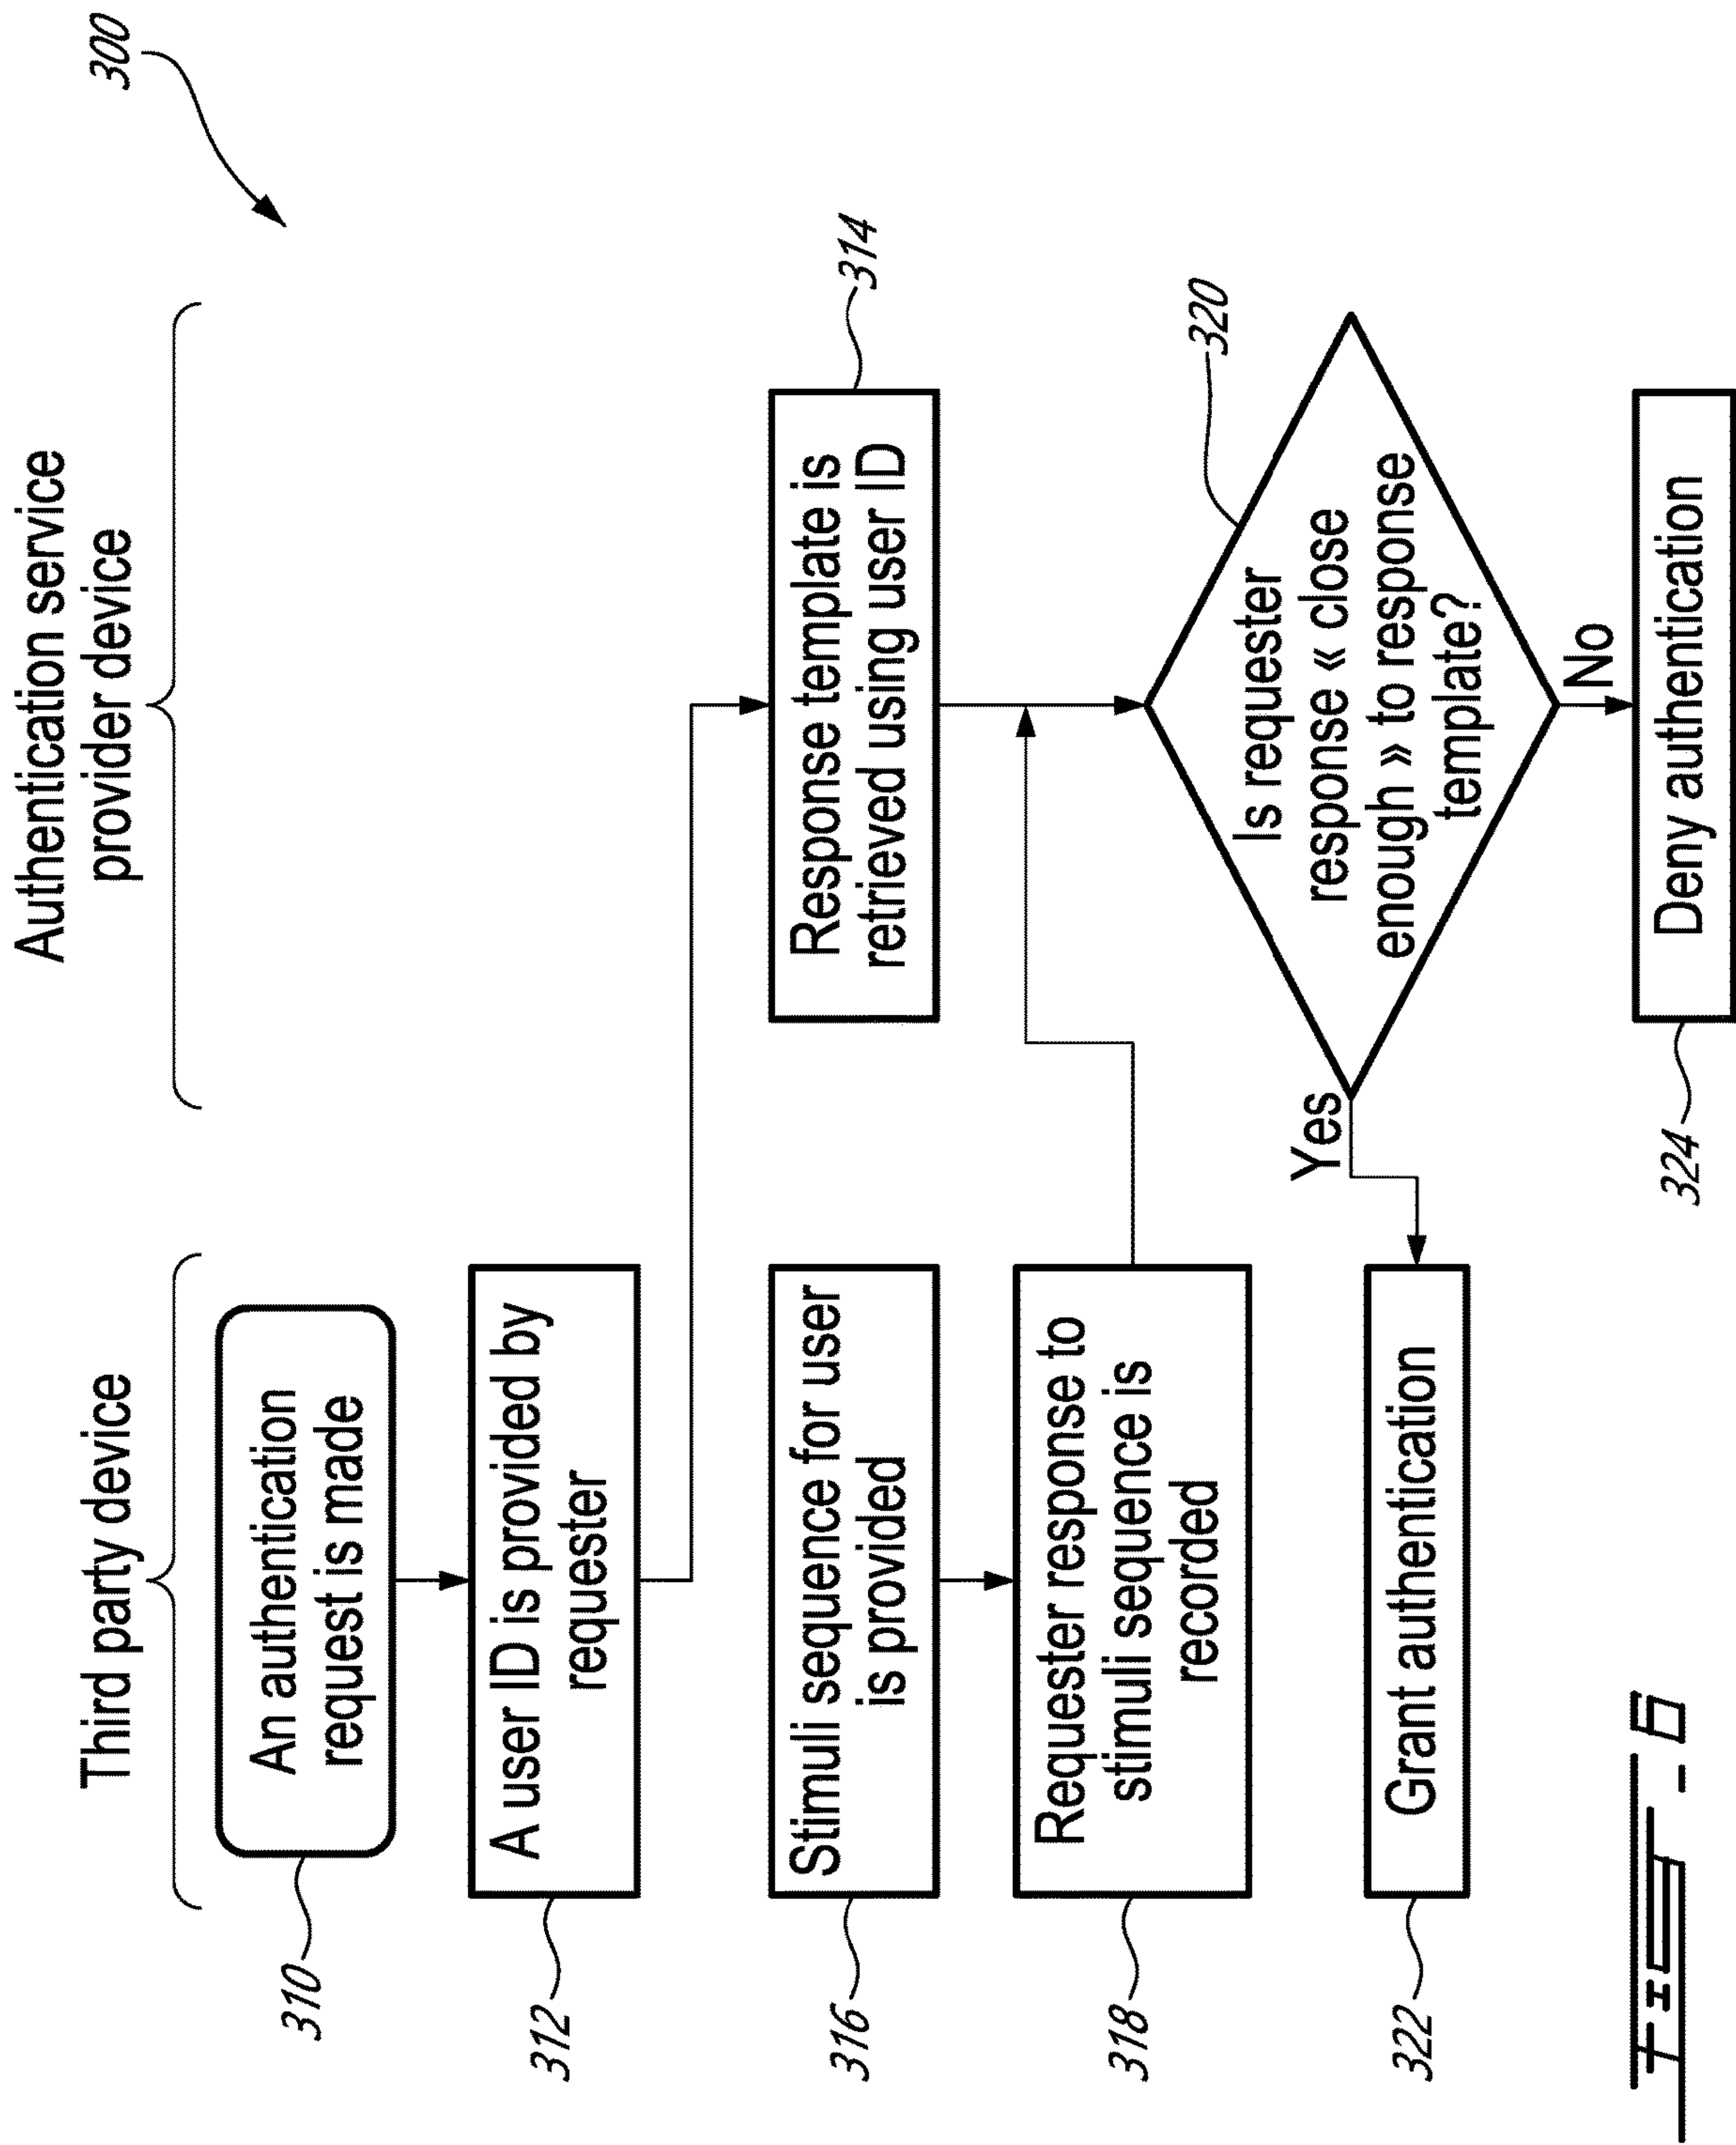 300
Third party device
Authentication service
provider device
An authentication
request is made
310
A user ID is provided by
requester
312
Response template is
retrieved using user ID
314
Stimuli sequence for user
is provided
316
Requester response to
stimuli sequence is
recorded
318
Is requester
response « close
enough » to response
template?
320
Yes
No
Grant authentication
322
Deny authentication
324